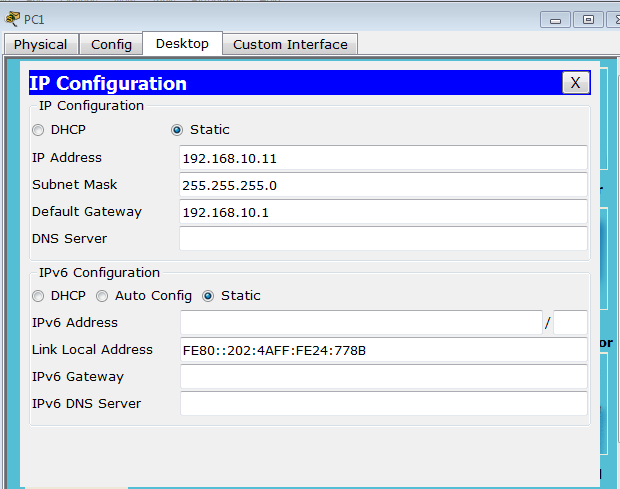 PC1
Physical Config Desktop Custom Interface
IP Configuration X
IP Configuration
DHCP Static
IP Address 192.168.10.11
Subnet Mask 255.255.255.0
Default Gateway 192.168.10.1
DNS Server
IPv6 Configuration
DHCP Auto Config Static
IPv6 Address /
Link Local Address FE80::202:4AFF:FE24:778B
IPv6 Gateway
IPv6 DNS Server